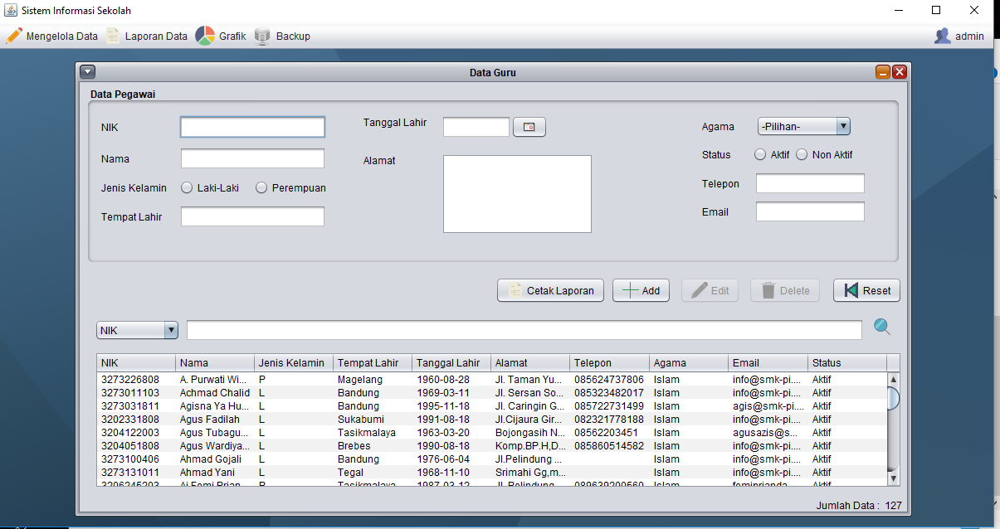 Sistem Informasi Sekolah
Mengelola Data Laporan Data Grafik Backup admin
Data Guru
Data Pegawai
NIK Tanggal Lahir Agama -Pilihan-
Nama Alamat Status Aktif Non Aktif
Jenis Kelamin Laki-Laki Perempuan Telepon
Tempat Lahir Email
Cetak Laporan Add Edit Delete Reset
NIK
NIK Nama Jenis Kelamin Tempat Lahir Tanggal Lahir Alamat Telepon Agama Email Status
3273226808 A. Purwati Wi... P Magelang 1960-08-28 Jl. Taman Yu... 085624737806 Islam info@smk-pi.... Aktif
3273011103 Achmad Chalid L Bandung 1969-03-11 Jl. Sersan So... 085323482017 Islam info@smk-pi.... Aktif
3273031811 Agisna Ya Hu... L Bandung 1995-11-18 Jl. Caringin G... 085722731499 Islam agis@smk-pi.... Aktif
3202331808 Agus Fadilah L Sukabumi 1991-08-18 Jl.Cijaura Gir... 082321778188 Islam info@smk-pi.... Aktif
3204122003 Agus Tubagu... L Tasikmalaya 1963-03-20 Bojongasih N... 08562203451 Islam agusazis@s... Aktif
3204051808 Agus Wardiya... L Brebes 1990-08-18 Komp.BP.H,D... 085860514582 Islam info@smk-pi.... Aktif
3273100406 Ahmad Gojali L Bandung 1976-06-04 Jl.Pelindung ... Islam info@smk-pi.... Aktif
3273131011 Ahmad Yani L Tegal 1968-11-10 Srimahi Gg,m... Islam info@smk-pi.... Aktif
3206245203 Tasikmalaya 1987-03-12 Jl. Pelindung 089639200560 Islam Aktif
Jumlah Data : 127